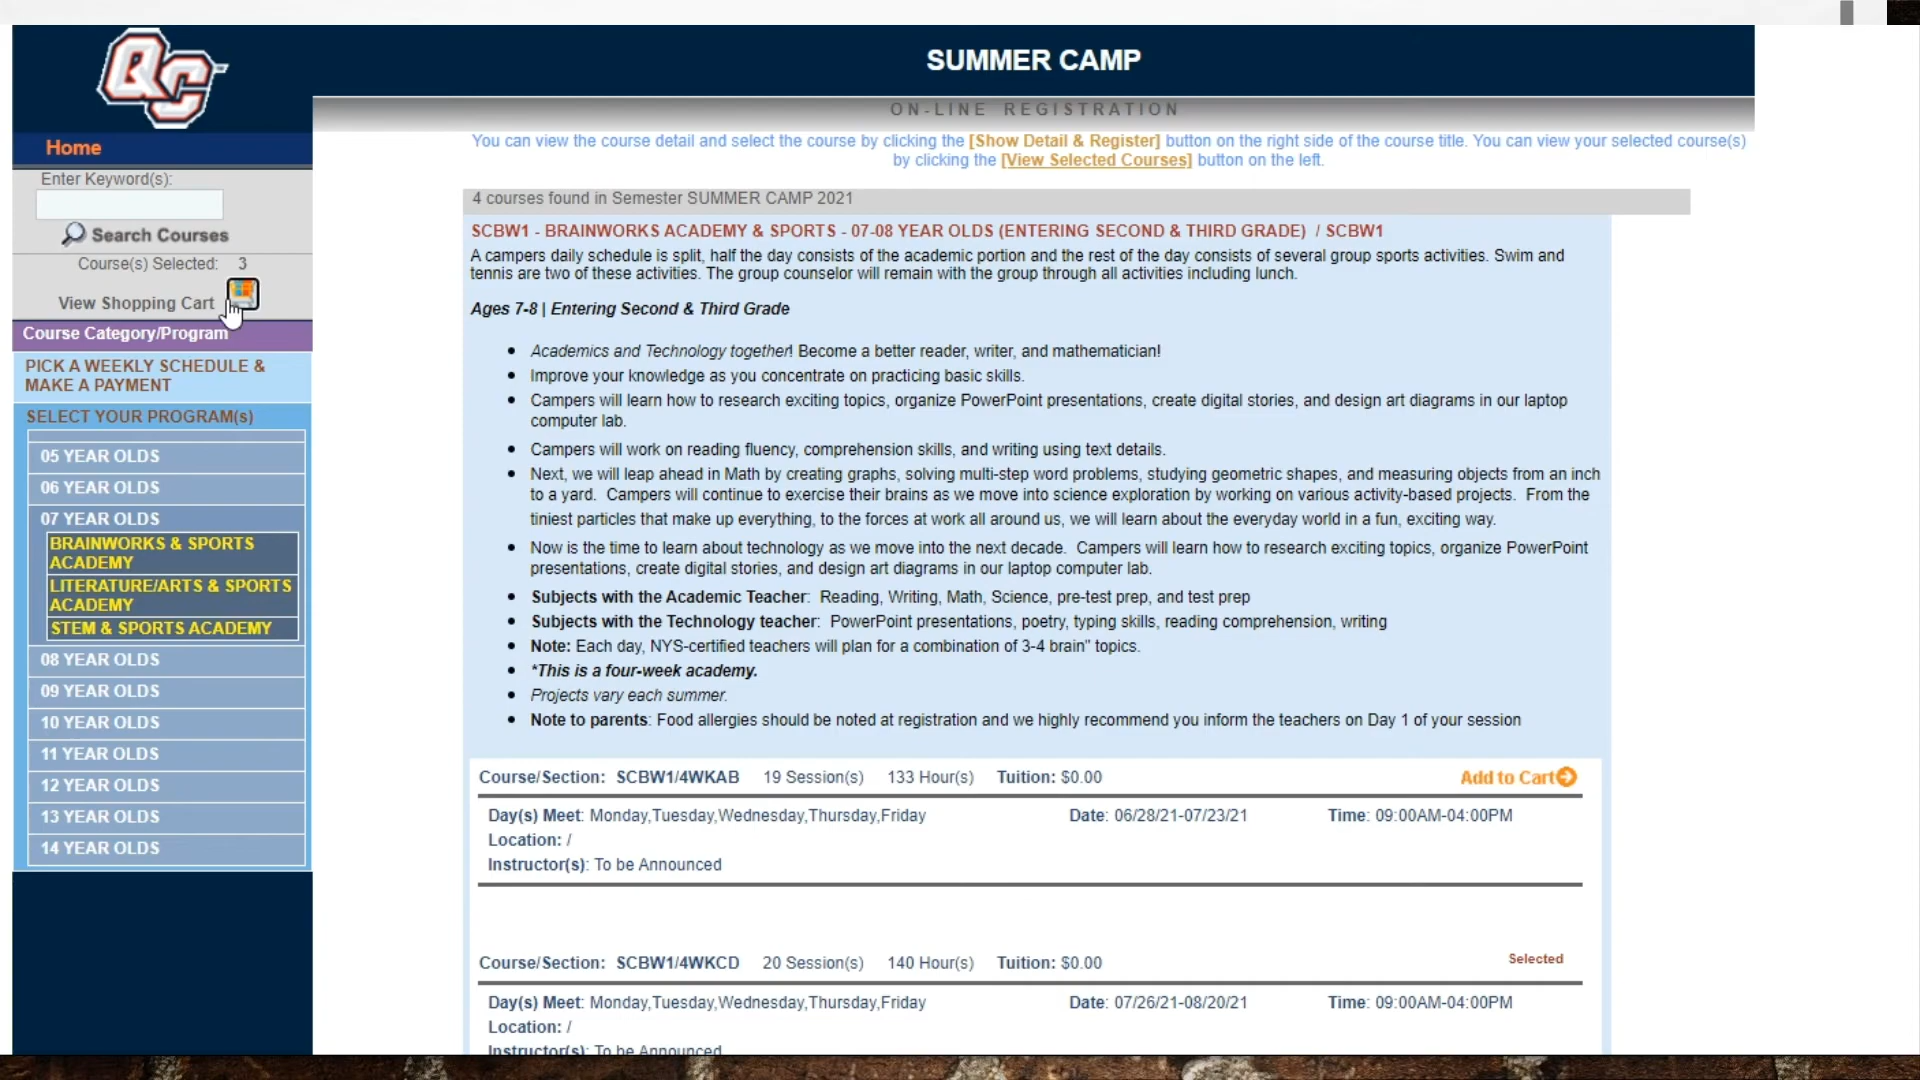 QC
SUMMER CAMP
ON-LINE REGISTRATION
Home
Enter Keyword(s):
Search Courses
Course(s) Selected: 3
View Shopping Cart
Course Category/Program
PICK A WEEKLY SCHEDULE &
MAKE A PAYMENT
SELECT YOUR PROGRAM(s)
05 YEAR OLDS
06 YEAR OLDS
07 YEAR OLDS
BRAINWORKS & SPORTS
ACADEMY
LITERATURE/ARTS & SPORTS
ACADEMY
STEM & SPORTS ACADEMY
08 YEAR OLDS
09 YEAR OLDS
10 YEAR OLDS
11 YEAR OLDS
12 YEAR OLDS
13 YEAR OLDS
14 YEAR OLDS
You can view the course detail and select the course by clicking the [Show Detail & Register] button on the right side of the course title. You can view your selected course(s)
by clicking the [View Selected Courses] button on the left.
4 courses found in Semester SUMMER CAMP 2021
SCBW1 - BRAINWORKS ACADEMY & SPORTS - 07-08 YEAR OLDS (ENTERING SECOND & THIRD GRADE) / SCBW1
A campers daily schedule is split, half the day consists of the academic portion and the rest of the day consists of several group sports activities. Swim and
tennis are two of these activities. The group counselor will remain with the group through all activities including lunch.
Ages 7-8 | Entering Second & Third Grade
• Academics and Technology together! Become a better reader, writer, and mathematician!
• Improve your knowledge as you concentrate on practicing basic skills.
• Campers will learn how to research exciting topics, organize PowerPoint presentations, create digital stories, and design art diagrams in our laptop
computer lab.
• Campers will work on reading fluency, comprehension skills, and writing using text details.
• Next, we will leap ahead in Math by creating graphs, solving multi-step word problems, studying geometric shapes, and measuring objects from an inch
to a yard. Campers will continue to exercise their brains as we move into science exploration by working on various activity-based projects. From the
tiniest particles that make up everything, to the forces at work all around us, we will learn about the everyday world in a fun, exciting way.
• Now is the time to learn about technology as we move into the next decade. Campers will learn how to research exciting topics, organize PowerPoint
presentations, create digital stories, and design art diagrams in our laptop computer lab.
• Subjects with the Academic Teacher: Reading, Writing, Math, Science, pre-test prep, and test prep
• Subjects with the Technology teacher: PowerPoint presentations, poetry, typing skills, reading comprehension, writing
• Note: Each day, NYS-certified teachers will plan for a combination of 3-4 brain" topics.
• *This is a four-week academy.
• Projects vary each summer.
• Note to parents: Food allergies should be noted at registration and we highly recommend you inform the teachers on Day 1 of your session
Course/Section: SCBW1/4WKAB 19 Session(s) 133 Hour(s) Tuition: $0.00 Add to Cart
Day(s) Meet: Monday,Tuesday,Wednesday,Thursday,Friday Date: 06/28/21-07/23/21 Time: 09:00AM-04:00PM
Location: /
Instructor(s): To be Announced
Course/Section: SCBW1/4WKCD 20 Session(s) 140 Hour(s) Tuition: $0.00 Selected
Day(s) Meet: Monday,Tuesday,Wednesday,Thursday,Friday Date: 07/26/21-08/20/21 Time: 09:00AM-04:00PM
Location: /
Instructor(s): To be Announced